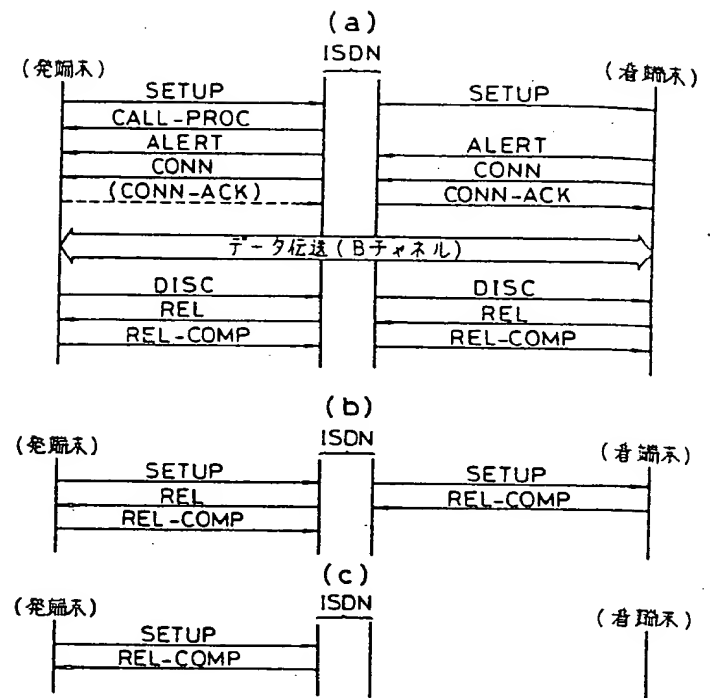 (a)
ISDN
(発端末) (着端末)
SETUP SETUP
CALL-PROC
ALERT ALERT
CONN CONN
(CONN-ACK) CONN-ACK
データ伝送(Bチャネル)
DISC DISC
REL REL
REL-COMP REL-COMP
(b)
ISDN
(発端末) (着端末)
SETUP SETUP
REL REL-COMP
REL-COMP
(c)
ISDN
(発端末) (着端末)
SETUP
REL-COMP